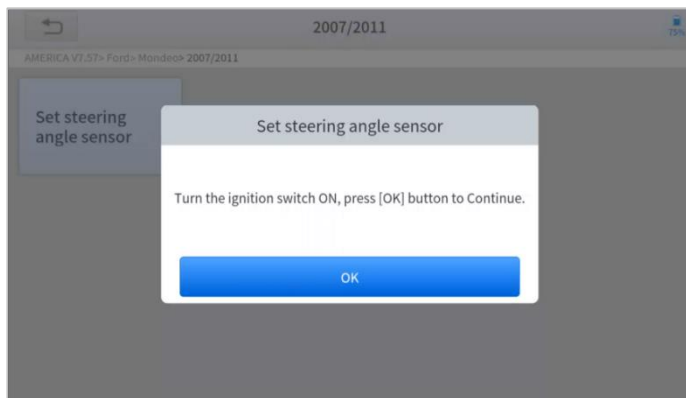 2007/2011
75%
AMERICA V7.57> Ford> Mondeo> 2007/2011
Set steering
angle sensor
Set steering angle sensor
Turn the ignition switch ON, press [OK] button to Continue.
OK